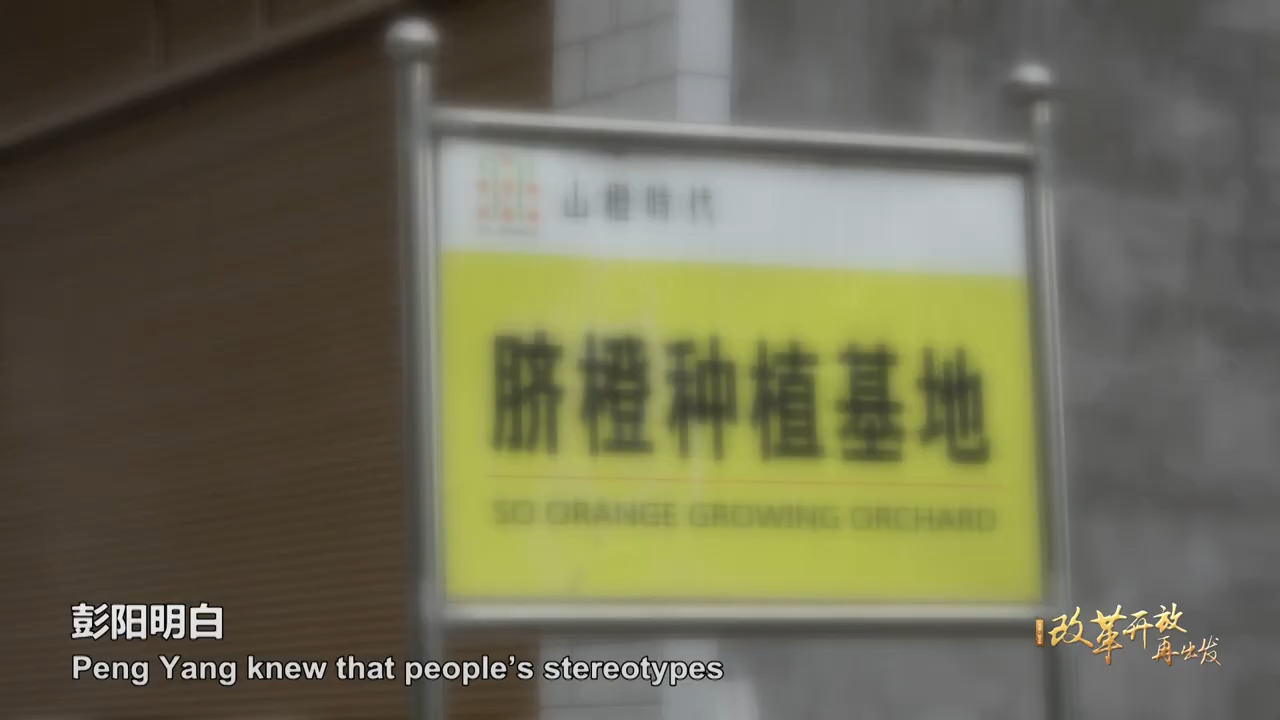 山橙時代
脐橙种植基地
SO ORANGE GROWING ORCHARD
彭阳明白
Peng Yang knew that people’s stereotypes
改革开放
再出发